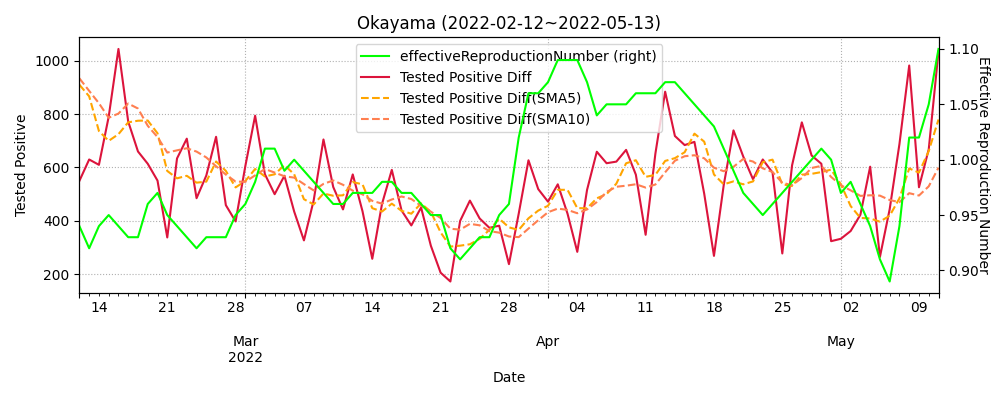 Okayama (2022-02-12~2022-05-13)
effectiveReproductionNumber (right)
Tested Positive Diff
Tested Positive Diff(SMA5)
Tested Positive Diff(SMA10)
Tested Positive
1000
800
600
400
200
1.10
1.05
1.00
0.95
0.90
Effective Reproduction Number
14 21 28 07 14 21 28 04 11 18 25 02 09
Mar Apr May
2022
Date